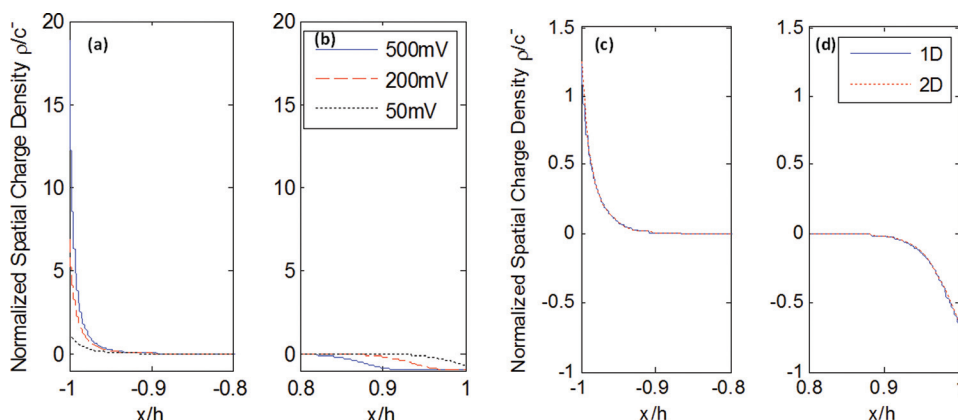 Normalized Spatial Charge Density ρ/c⁻
20
15
10
5
0
(a)
-1
-0.9
-0.8
x/h
20
15
10
5
0
(b)
500mV
200mV
50mV
0.8
0.9
1
x/h
Normalized Spatial Charge Density ρ/c⁻
1.5
1
0.5
0
-0.5
-1
(c)
-1
-0.9
-0.8
x/h
1.5
1
0.5
0
-0.5
-1
(d)
1D
2D
0.8
0.9
1
x/h